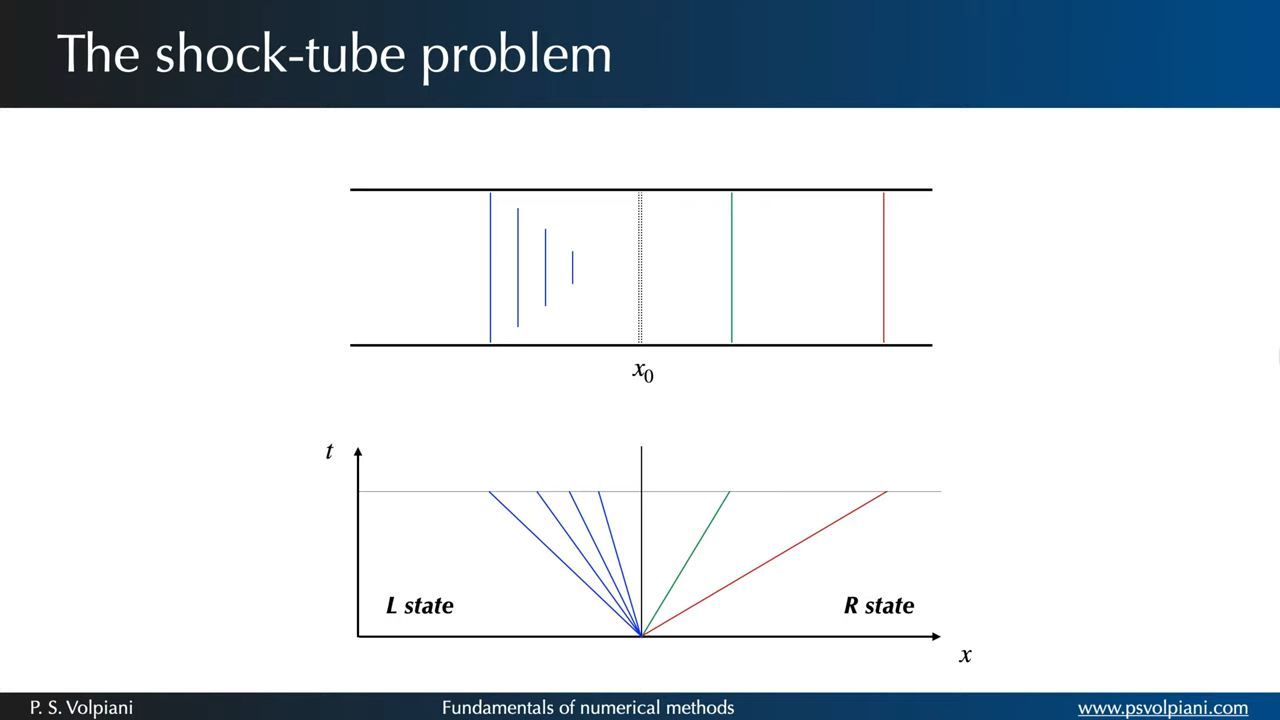 The shock-tube problem
x₀
t
L state
R state
x
P. S. Volpiani
Fundamentals of numerical methods
www.psvolpiani.com